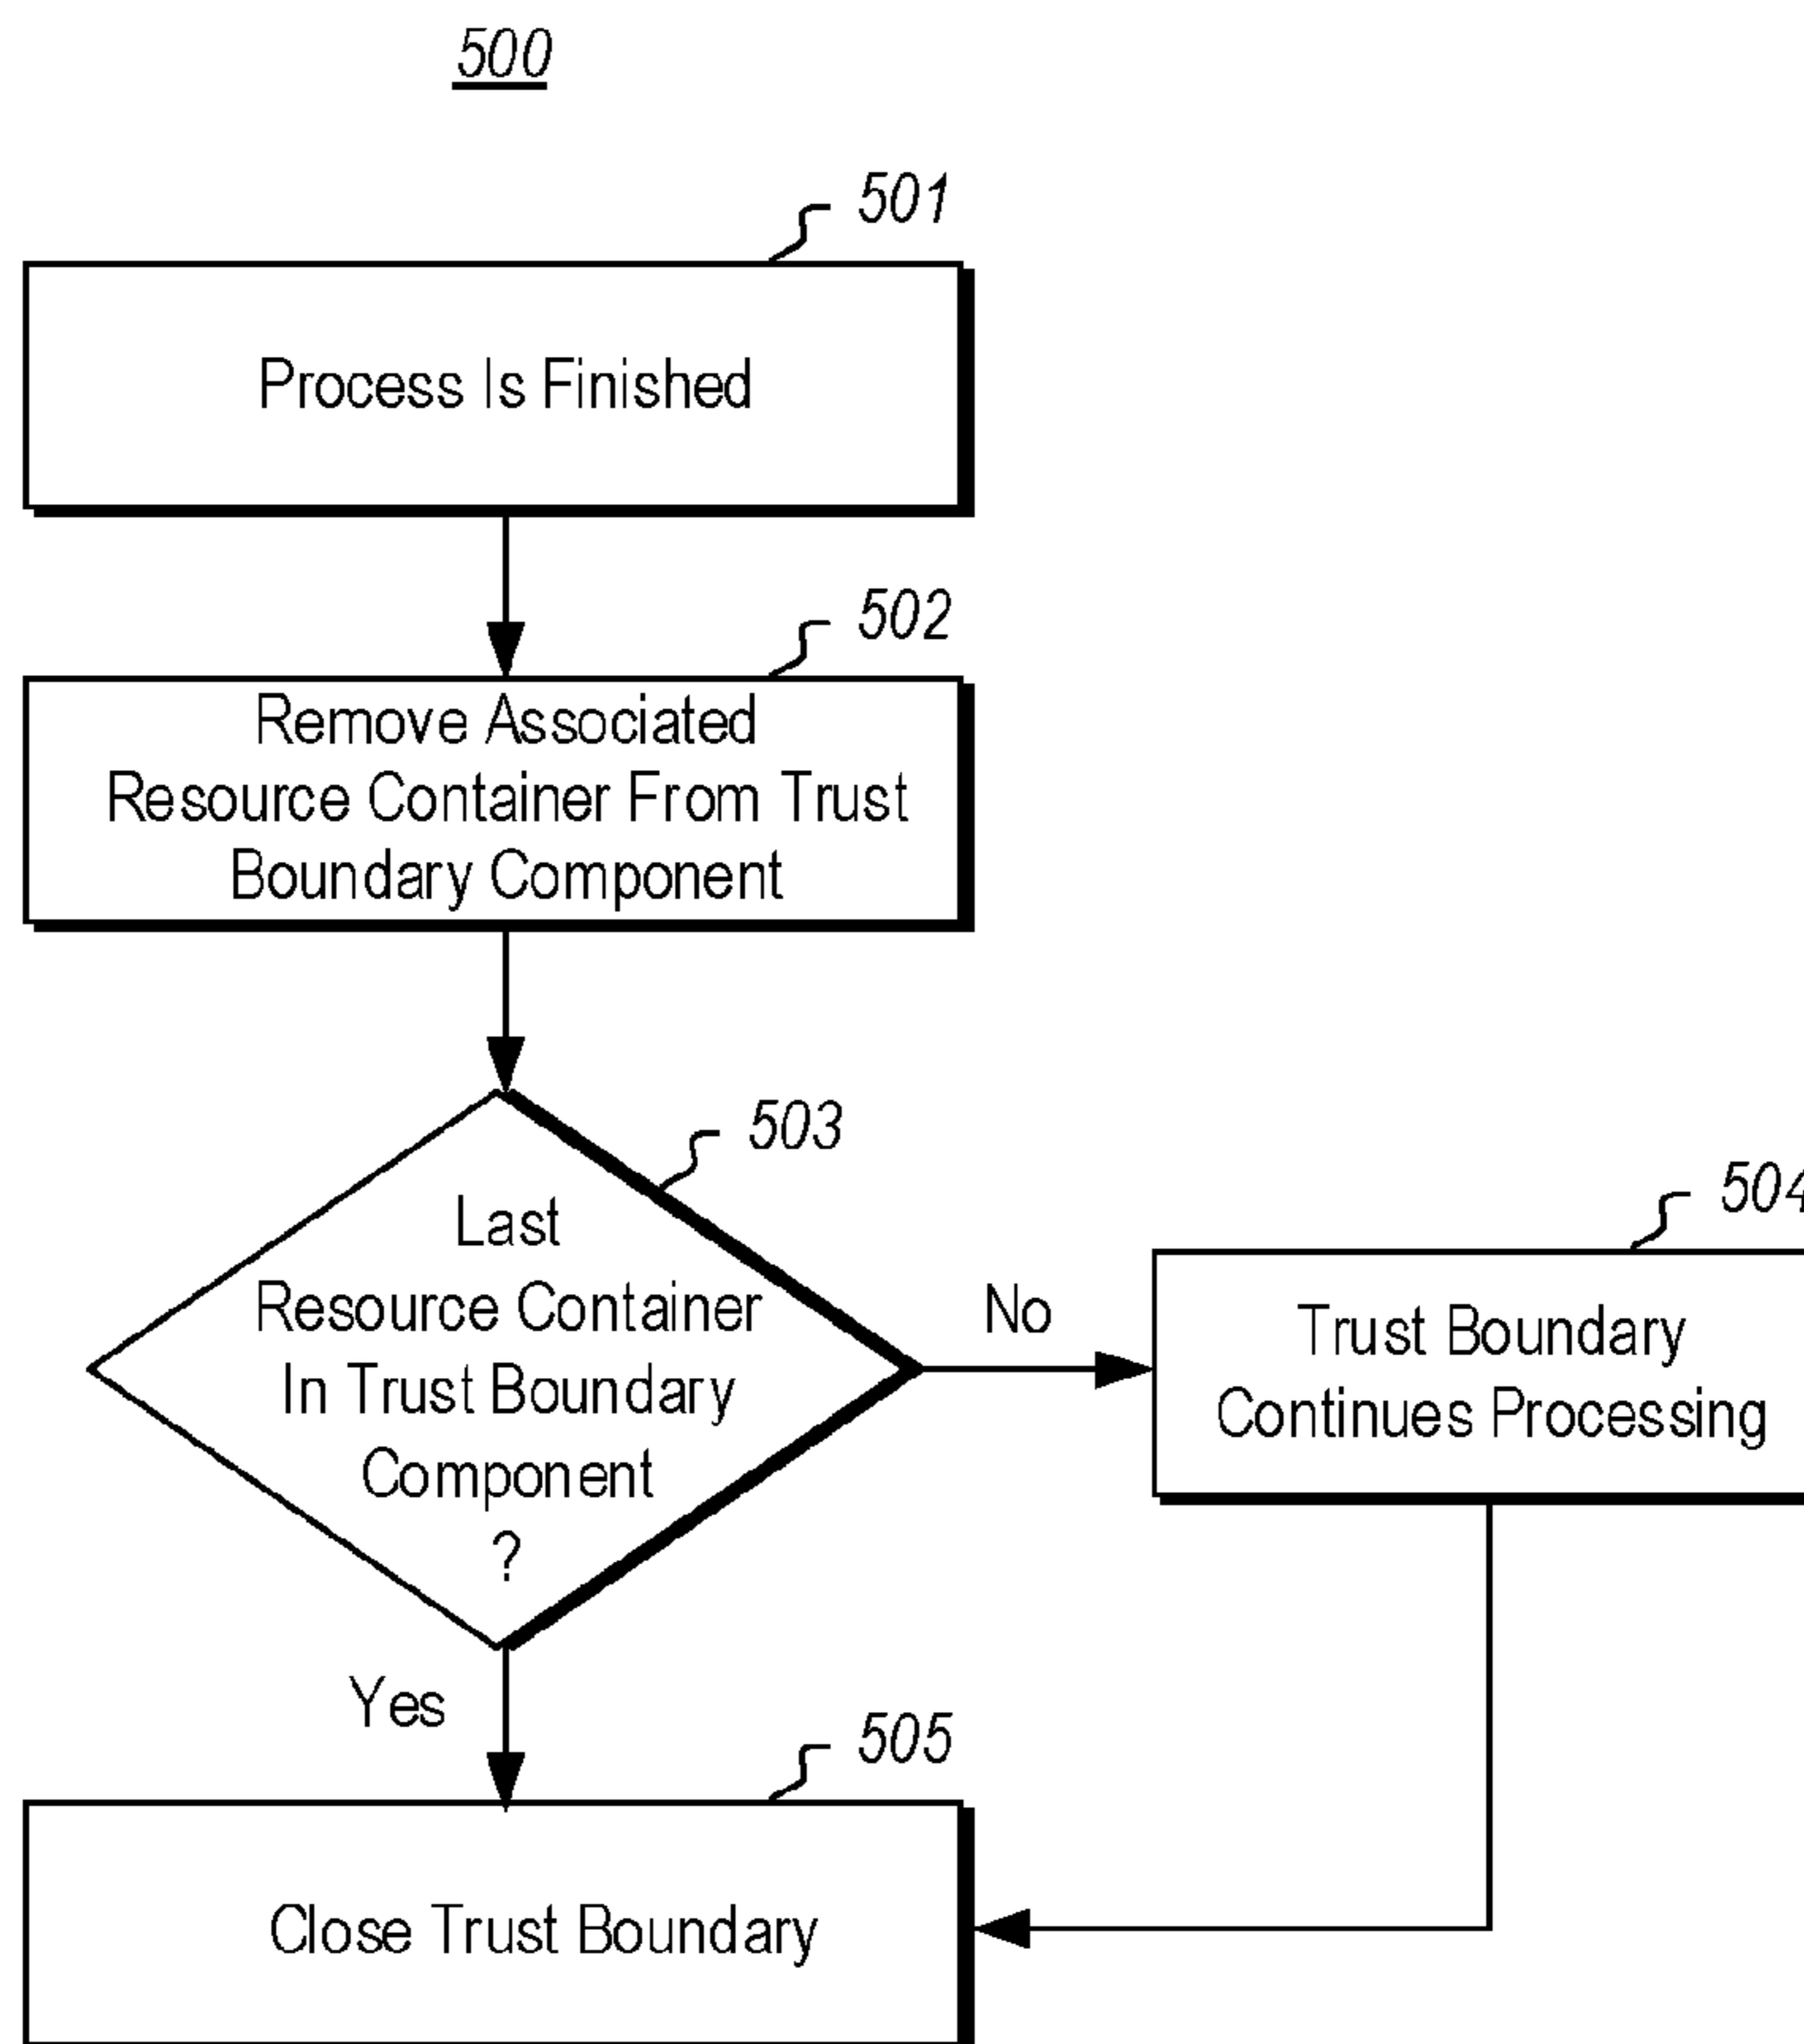 500
501
Process Is Finished
502
Remove Associated
Resource Container From Trust
Boundary Component
503
Last
Resource Container
In Trust Boundary
Component
?
No
504
Trust Boundary
Continues Processing
Yes
505
Close Trust Boundary